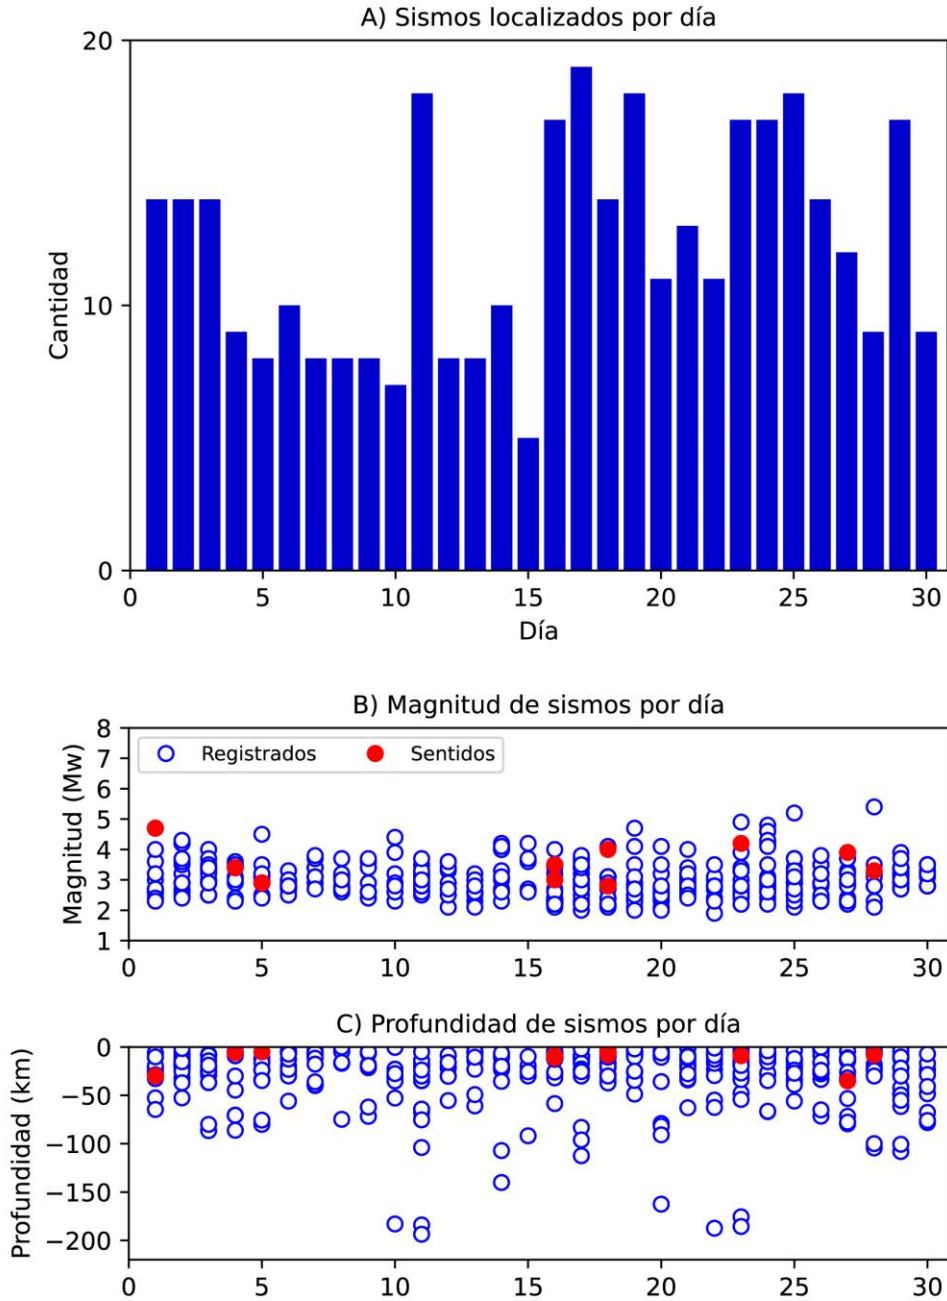 A) Sismos localizados por día
20
10
0
Cantidad
0 5 10 15 20 25 30
Día
B) Magnitud de sismos por día
8
7
6
5
4
3
2
1
Magnitud (Mw)
Registrados Sentidos
0 5 10 15 20 25 30
C) Profundidad de sismos por día
0
−50
−100
−150
−200
Profundidad (km)
0 5 10 15 20 25 30